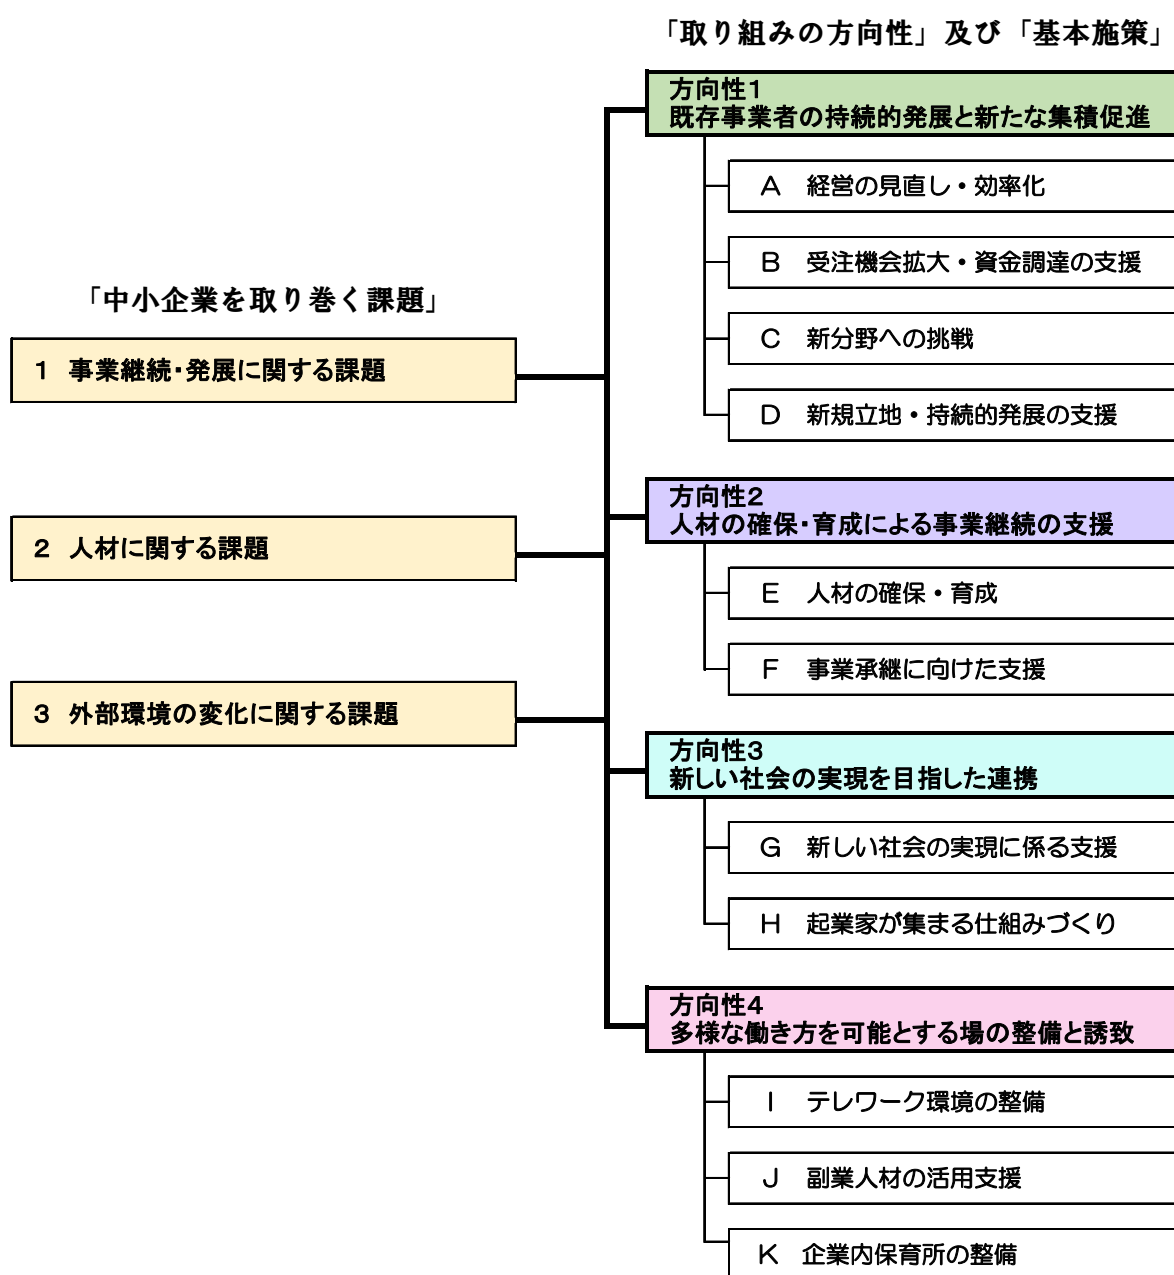 「取り組みの方向性」及び「基本施策」
方向性1
既存事業者の持続的発展と新たな集積促進
A　経営の見直し・効率化
B　受注機会拡大・資金調達の支援
C　新分野への挑戦
D　新規立地・持続的発展の支援
「中小企業を取り巻く課題」
1　事業継続・発展に関する課題
2　人材に関する課題
3　外部環境の変化に関する課題
方向性2
人材の確保・育成による事業継続の支援
E　人材の確保・育成
F　事業承継に向けた支援
方向性3
新しい社会の実現を目指した連携
G　新しい社会の実現に係る支援
H　起業家が集まる仕組みづくり
方向性4
多様な働き方を可能とする場の整備と誘致
I　テレワーク環境の整備
J　副業人材の活用支援
K　企業内保育所の整備